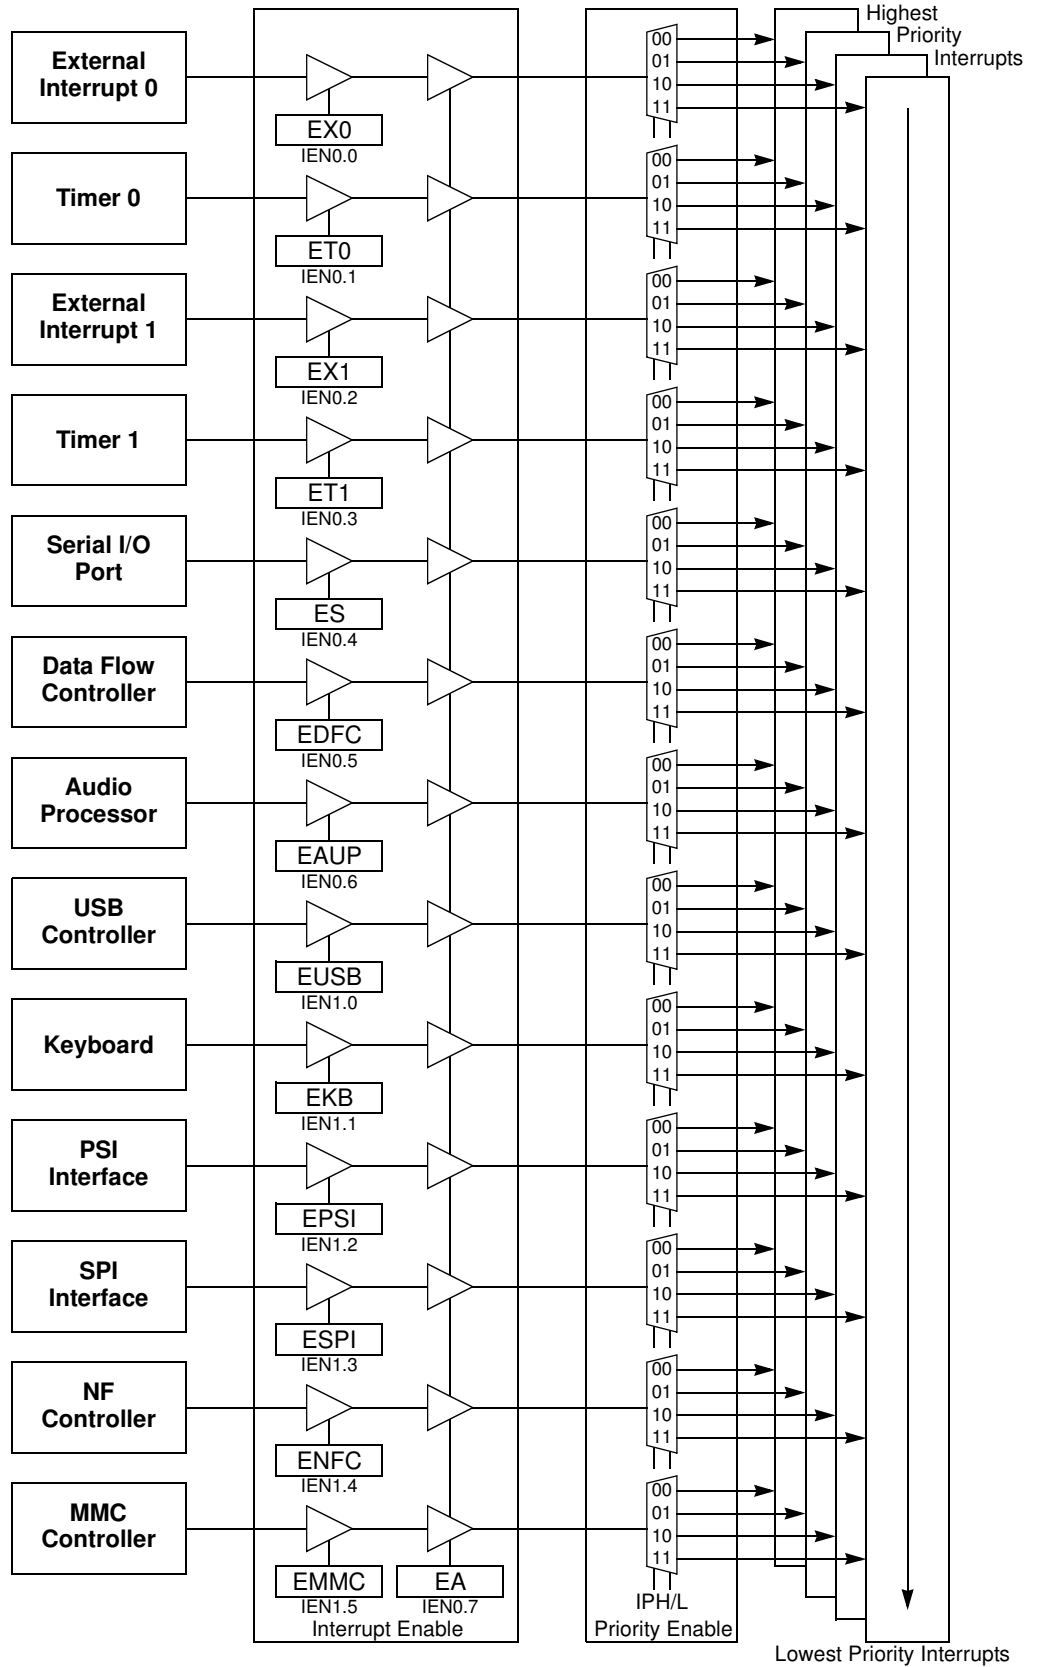 Highest
Priority
Interrupts
External
Interrupt 0
EX0
IEN0.0
00
01
10
11
Timer 0
ET0
IEN0.1
00
01
10
11
External
Interrupt 1
EX1
IEN0.2
00
01
10
11
Timer 1
ET1
IEN0.3
00
01
10
11
Serial I/O
Port
ES
IEN0.4
00
01
10
11
Data Flow
Controller
EDFC
IEN0.5
00
01
10
11
Audio
Processor
EAUP
IEN0.6
00
01
10
11
USB
Controller
EUSB
IEN1.0
00
01
10
11
Keyboard
EKB
IEN1.1
00
01
10
11
PSI
Interface
EPSI
IEN1.2
00
01
10
11
SPI
Interface
ESPI
IEN1.3
00
01
10
11
NF
Controller
ENFC
IEN1.4
00
01
10
11
MMC
Controller
EMMC
IEN1.5
EA
IEN0.7
00
01
10
11
IPH/L
Interrupt Enable
Priority Enable
Lowest Priority Interrupts